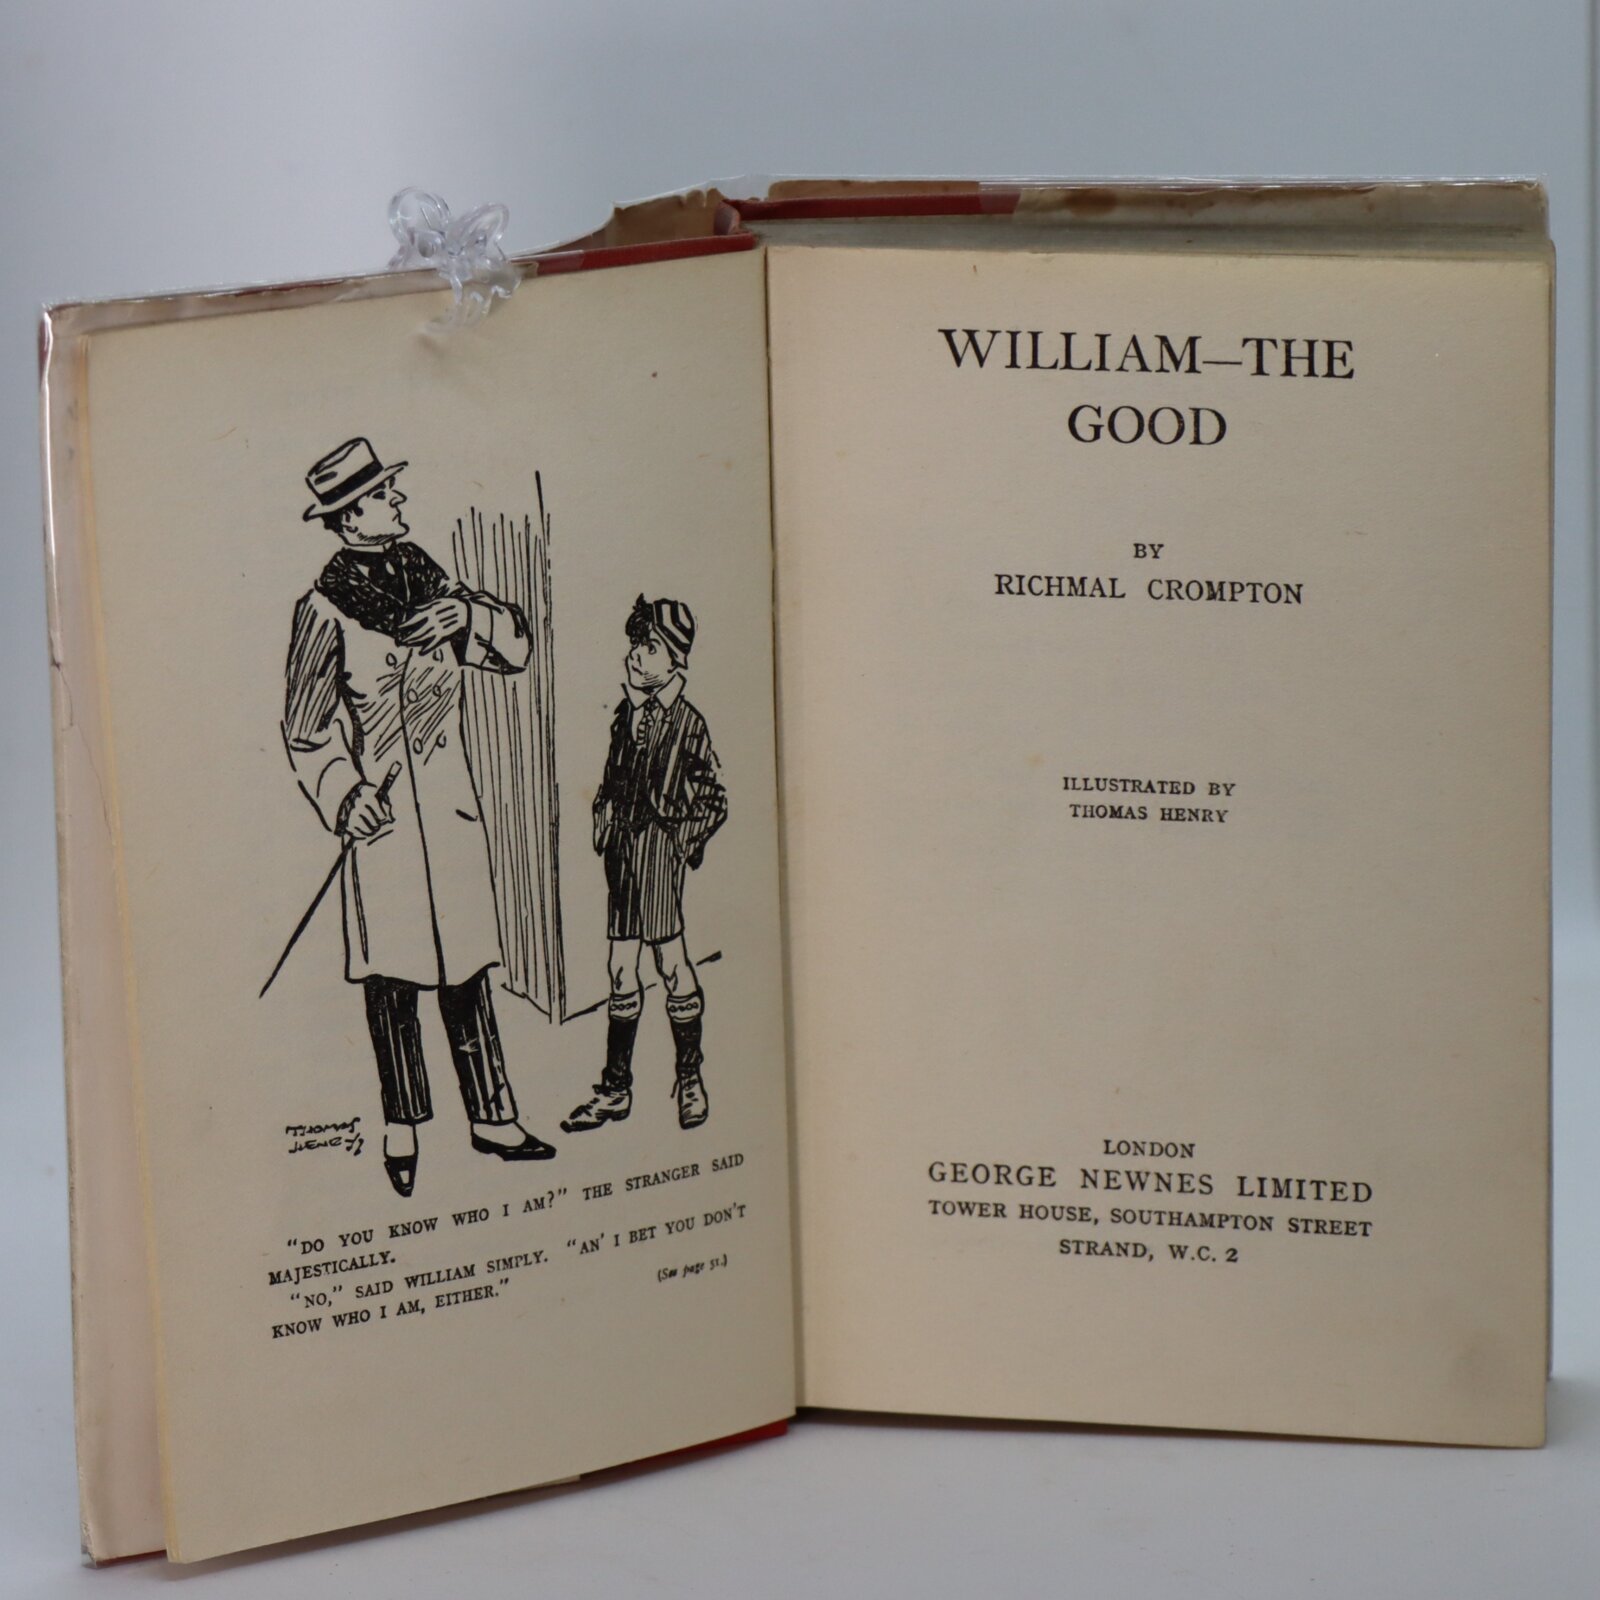 THOMAS
HENRY
"DO YOU KNOW WHO I AM?" THE STRANGER SAID
MAJESTICALLY.
"NO," SAID WILLIAM SIMPLY. "AN' I BET YOU DON'T
KNOW WHO I AM, EITHER."
(See page 51.)
WILLIAM—THE
GOOD
BY
RICHMAL CROMPTON
ILLUSTRATED BY
THOMAS HENRY
LONDON
GEORGE NEWNES LIMITED
TOWER HOUSE, SOUTHAMPTON STREET
STRAND, W.C. 2